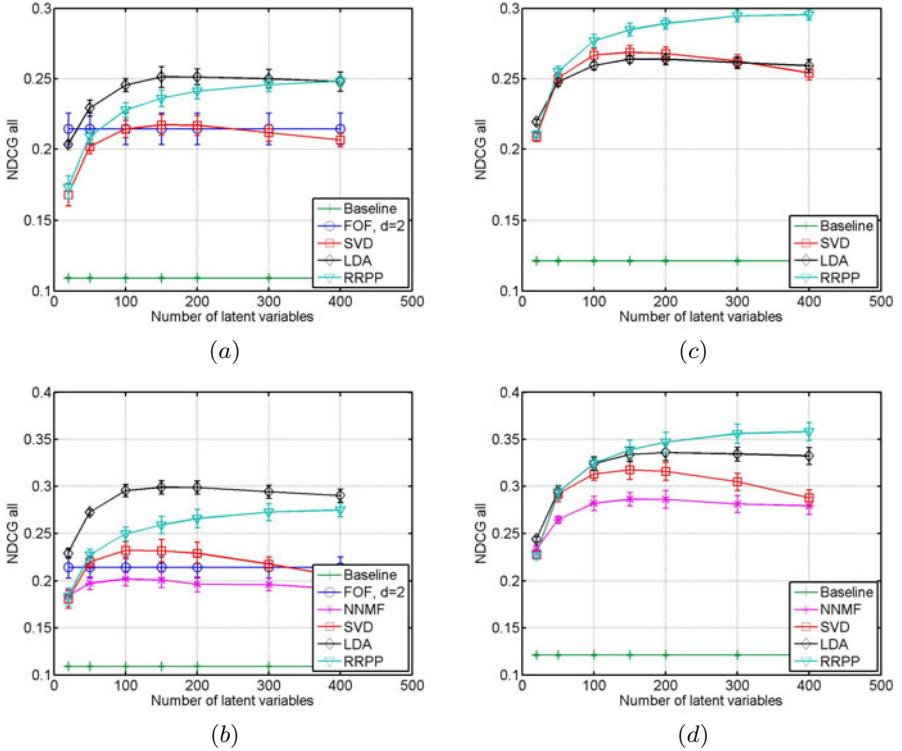 0.3
0.25
0.2
0.15
0.1
0 100 200 300 400 500
NDCG all
Number of latent variables
Baseline
FOF, d=2
SVD
LDA
RRPP
(a)
0.3
0.25
0.2
0.15
0.1
0 100 200 300 400 500
NDCG all
Number of latent variables
Baseline
SVD
LDA
RRPP
(c)
0.4
0.35
0.3
0.25
0.2
0.15
0.1
0 100 200 300 400 500
NDCG all
Number of latent variables
Baseline
FOF, d=2
NNMF
SVD
LDA
RRPP
(b)
0.4
0.35
0.3
0.25
0.2
0.15
0.1
0 100 200 300 400 500
NDCG all
Number of latent variables
Baseline
NNMF
SVD
LDA
RRPP
(d)